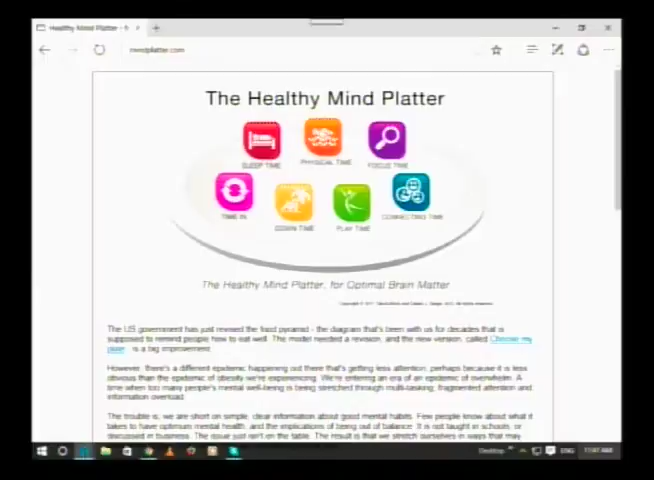 Healthy Mind Platter -
mindplatter.com
The Healthy Mind Platter
SLEEP TIME
PHYSICAL TIME
FOCUS TIME
TIME IN
DOWN TIME
PLAY TIME
CONNECTING TIME
The Healthy Mind Platter, for Optimal Brain Matter
The US government has just revised the food pyramid - the diagram that's been with us for decades that is
supposed to remind people how to eat well. The model needed a revision, and the new version, called Choose my
plate is a big improvement.
However, there's a different epidemic happening out there that's getting less attention, perhaps because it is less
obvious than the epidemic of obesity we're experiencing. We're entering an era of an epidemic of overwhelm. A
time when too many people's mental well-being is being stretched through multi-tasking, fragmented attention and
information overload.
The trouble is, we are short on simple, clear information about good mental habits. Few people know about what it
takes to have optimum mental health, and the implications of being out of balance. It is not taught in schools, or
discussed in business. The issue just isn't on the table. The result is that we stretch ourselves in ways that may
Desktop
ENG